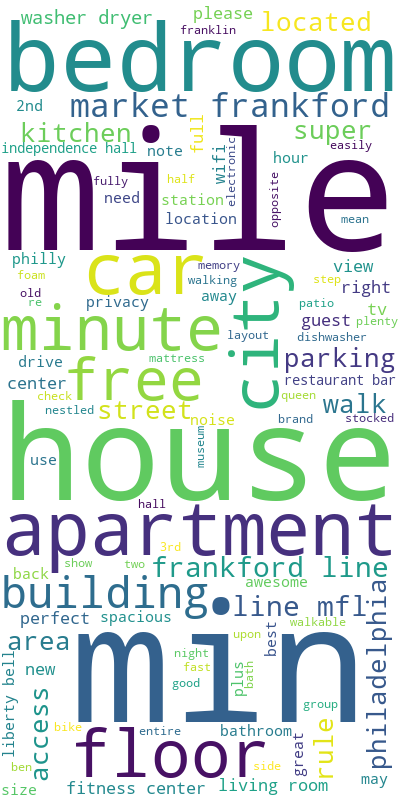 washer dryer
please
located
franklin
bedroom
2nd
market frankford
kitchen
full
super
independence hall
note
wifi
electronic
hour
easily
mile
fully
half
opposite
need
station
location
mean
philly
car
memory
city
view
step
foam
walking
right
old
re
privacy
away
patio
tv
plenty
minute
guest
layout
dishwasher
drive
mattress
parking
center
free
restaurant bar
check
queen
nestled
street
noise
brand
walk
stocked
house
use
museum
hall
apartment
3rd
back
show
two
frankford line
awesome
building
line mfl
perfect
spacious
upon
walkable
philadelphia
area
min
night
best
liberty bell
new
access
fast
plus
bath
good
bike
entire
bathroom
group
great
rule
floor
ben
side
may
size
fitness center
living room